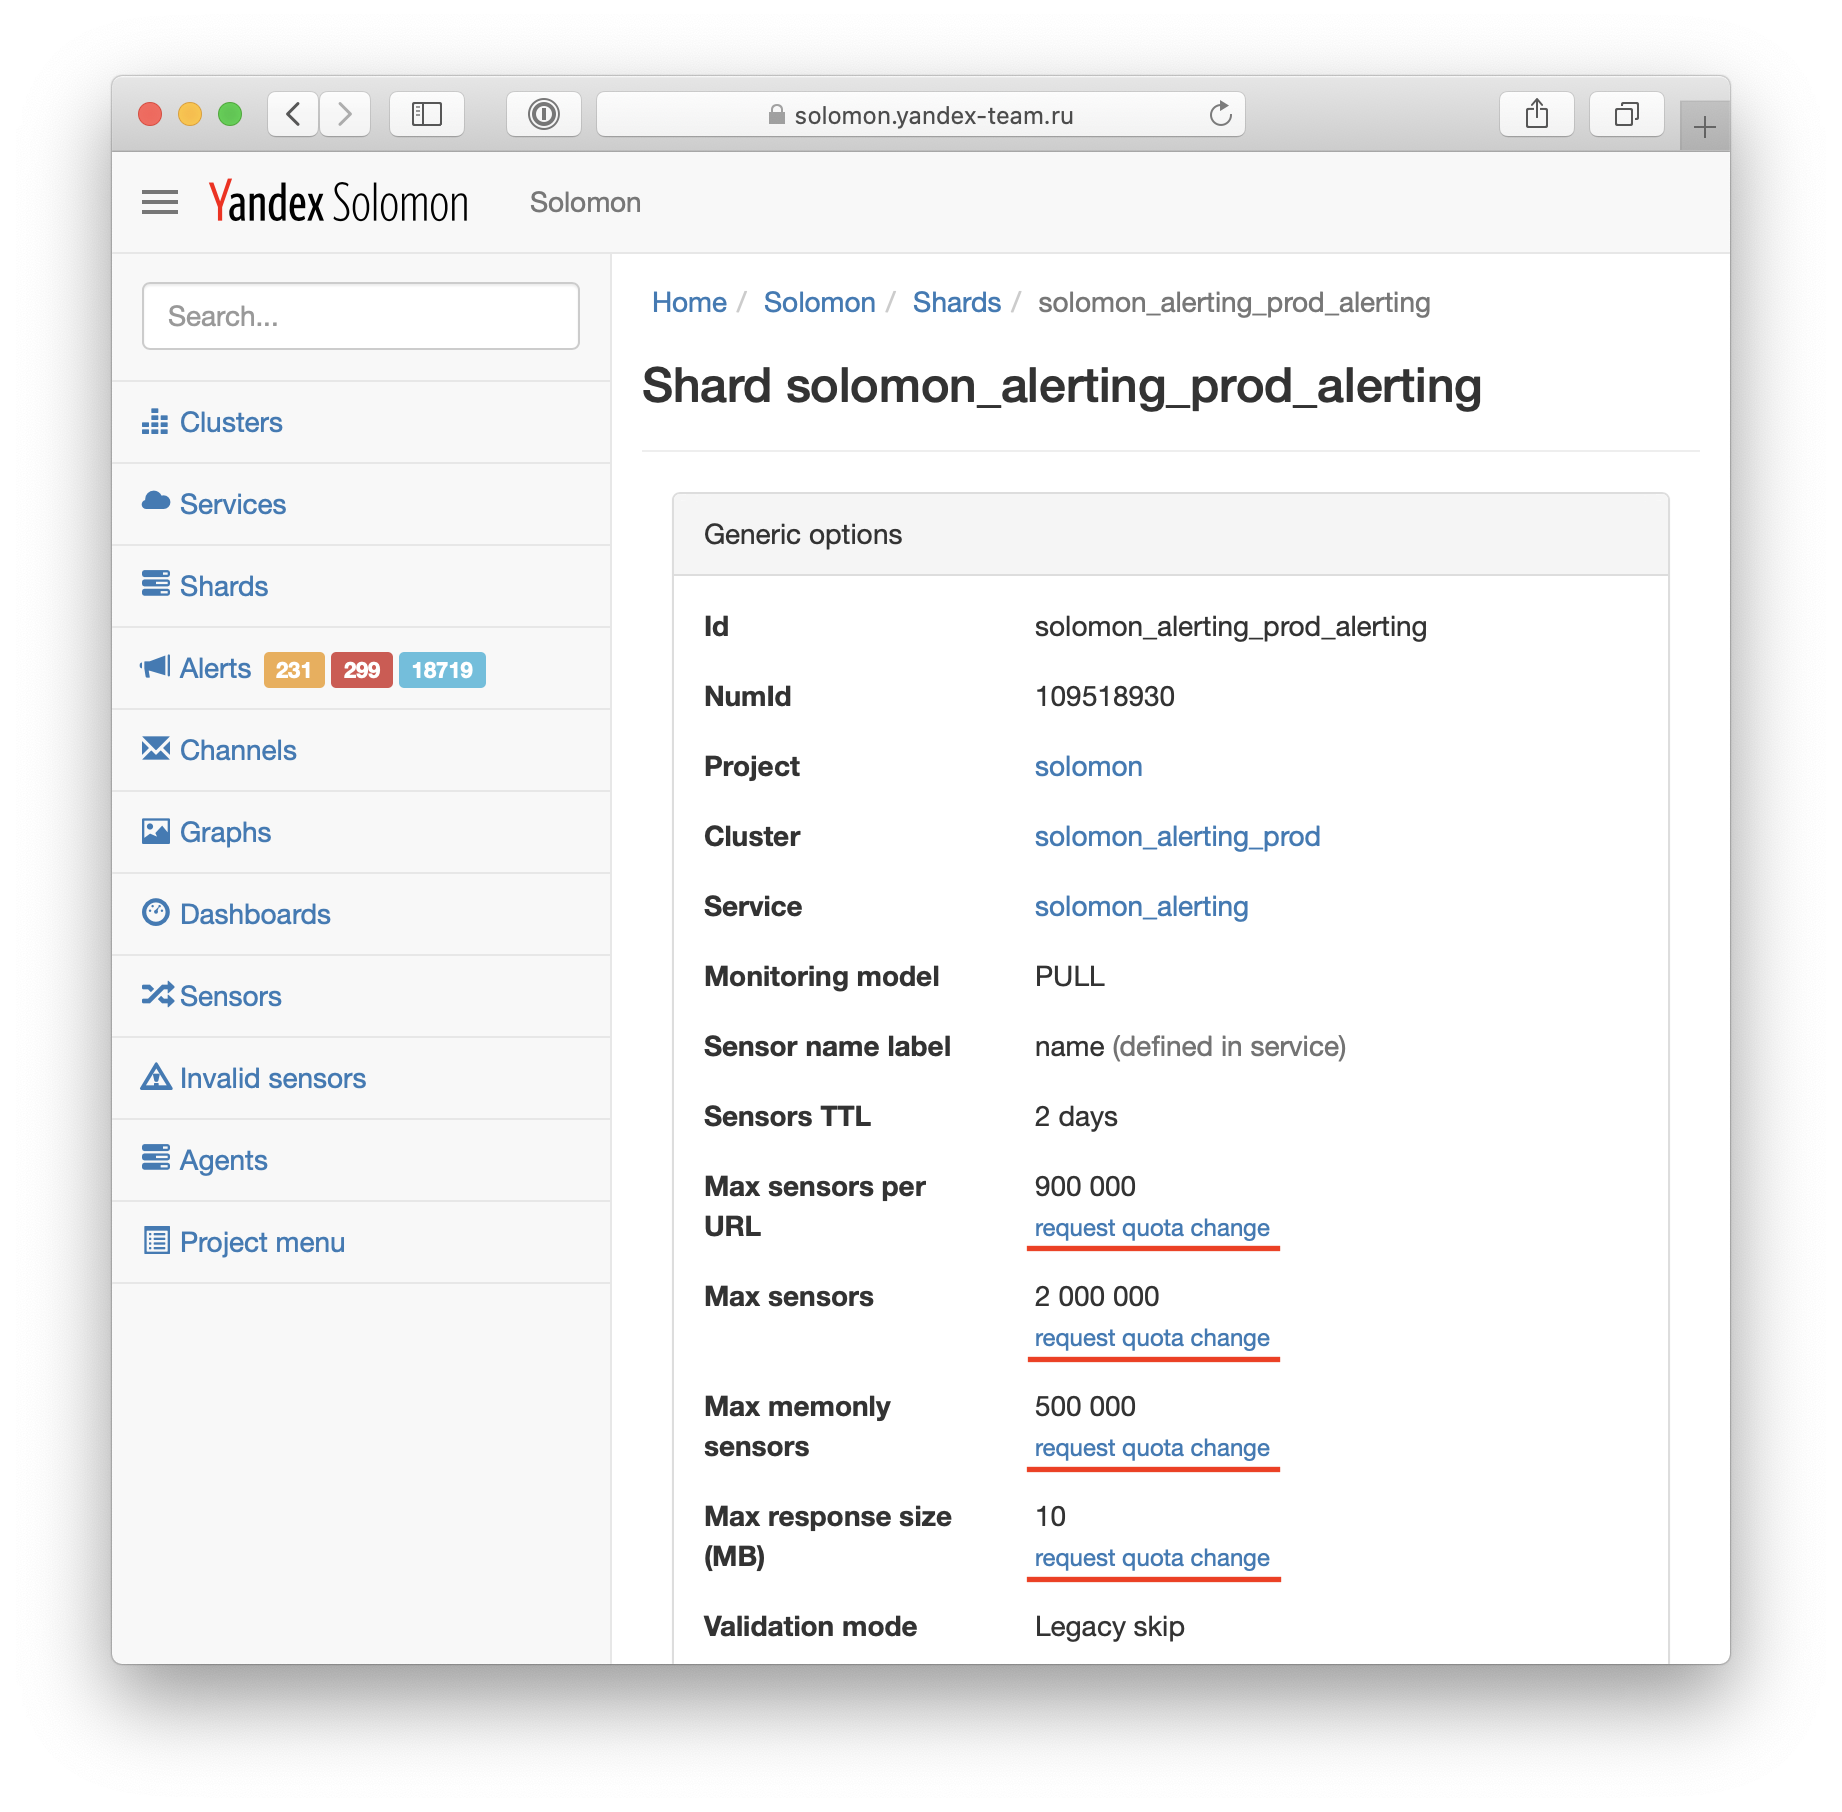 solomon.yandex-team.ru
Yandex Solomon
Solomon
Search...
Clusters
Services
Shards
Alerts 231 299 18719
Channels
Graphs
Dashboards
Sensors
Invalid sensors
Agents
Project menu
Home / Solomon / Shards / solomon_alerting_prod_alerting
Shard solomon_alerting_prod_alerting
Generic options
Id solomon_alerting_prod_alerting
NumId 109518930
Project solomon
Cluster solomon_alerting_prod
Service solomon_alerting
Monitoring model PULL
Sensor name label name (defined in service)
Sensors TTL 2 days
Max sensors per 900 000
URL request quota change
Max sensors 2 000 000
request quota change
Max memonly 500 000
sensors request quota change
Max response size 10
(MB) request quota change
Validation mode Legacy skip